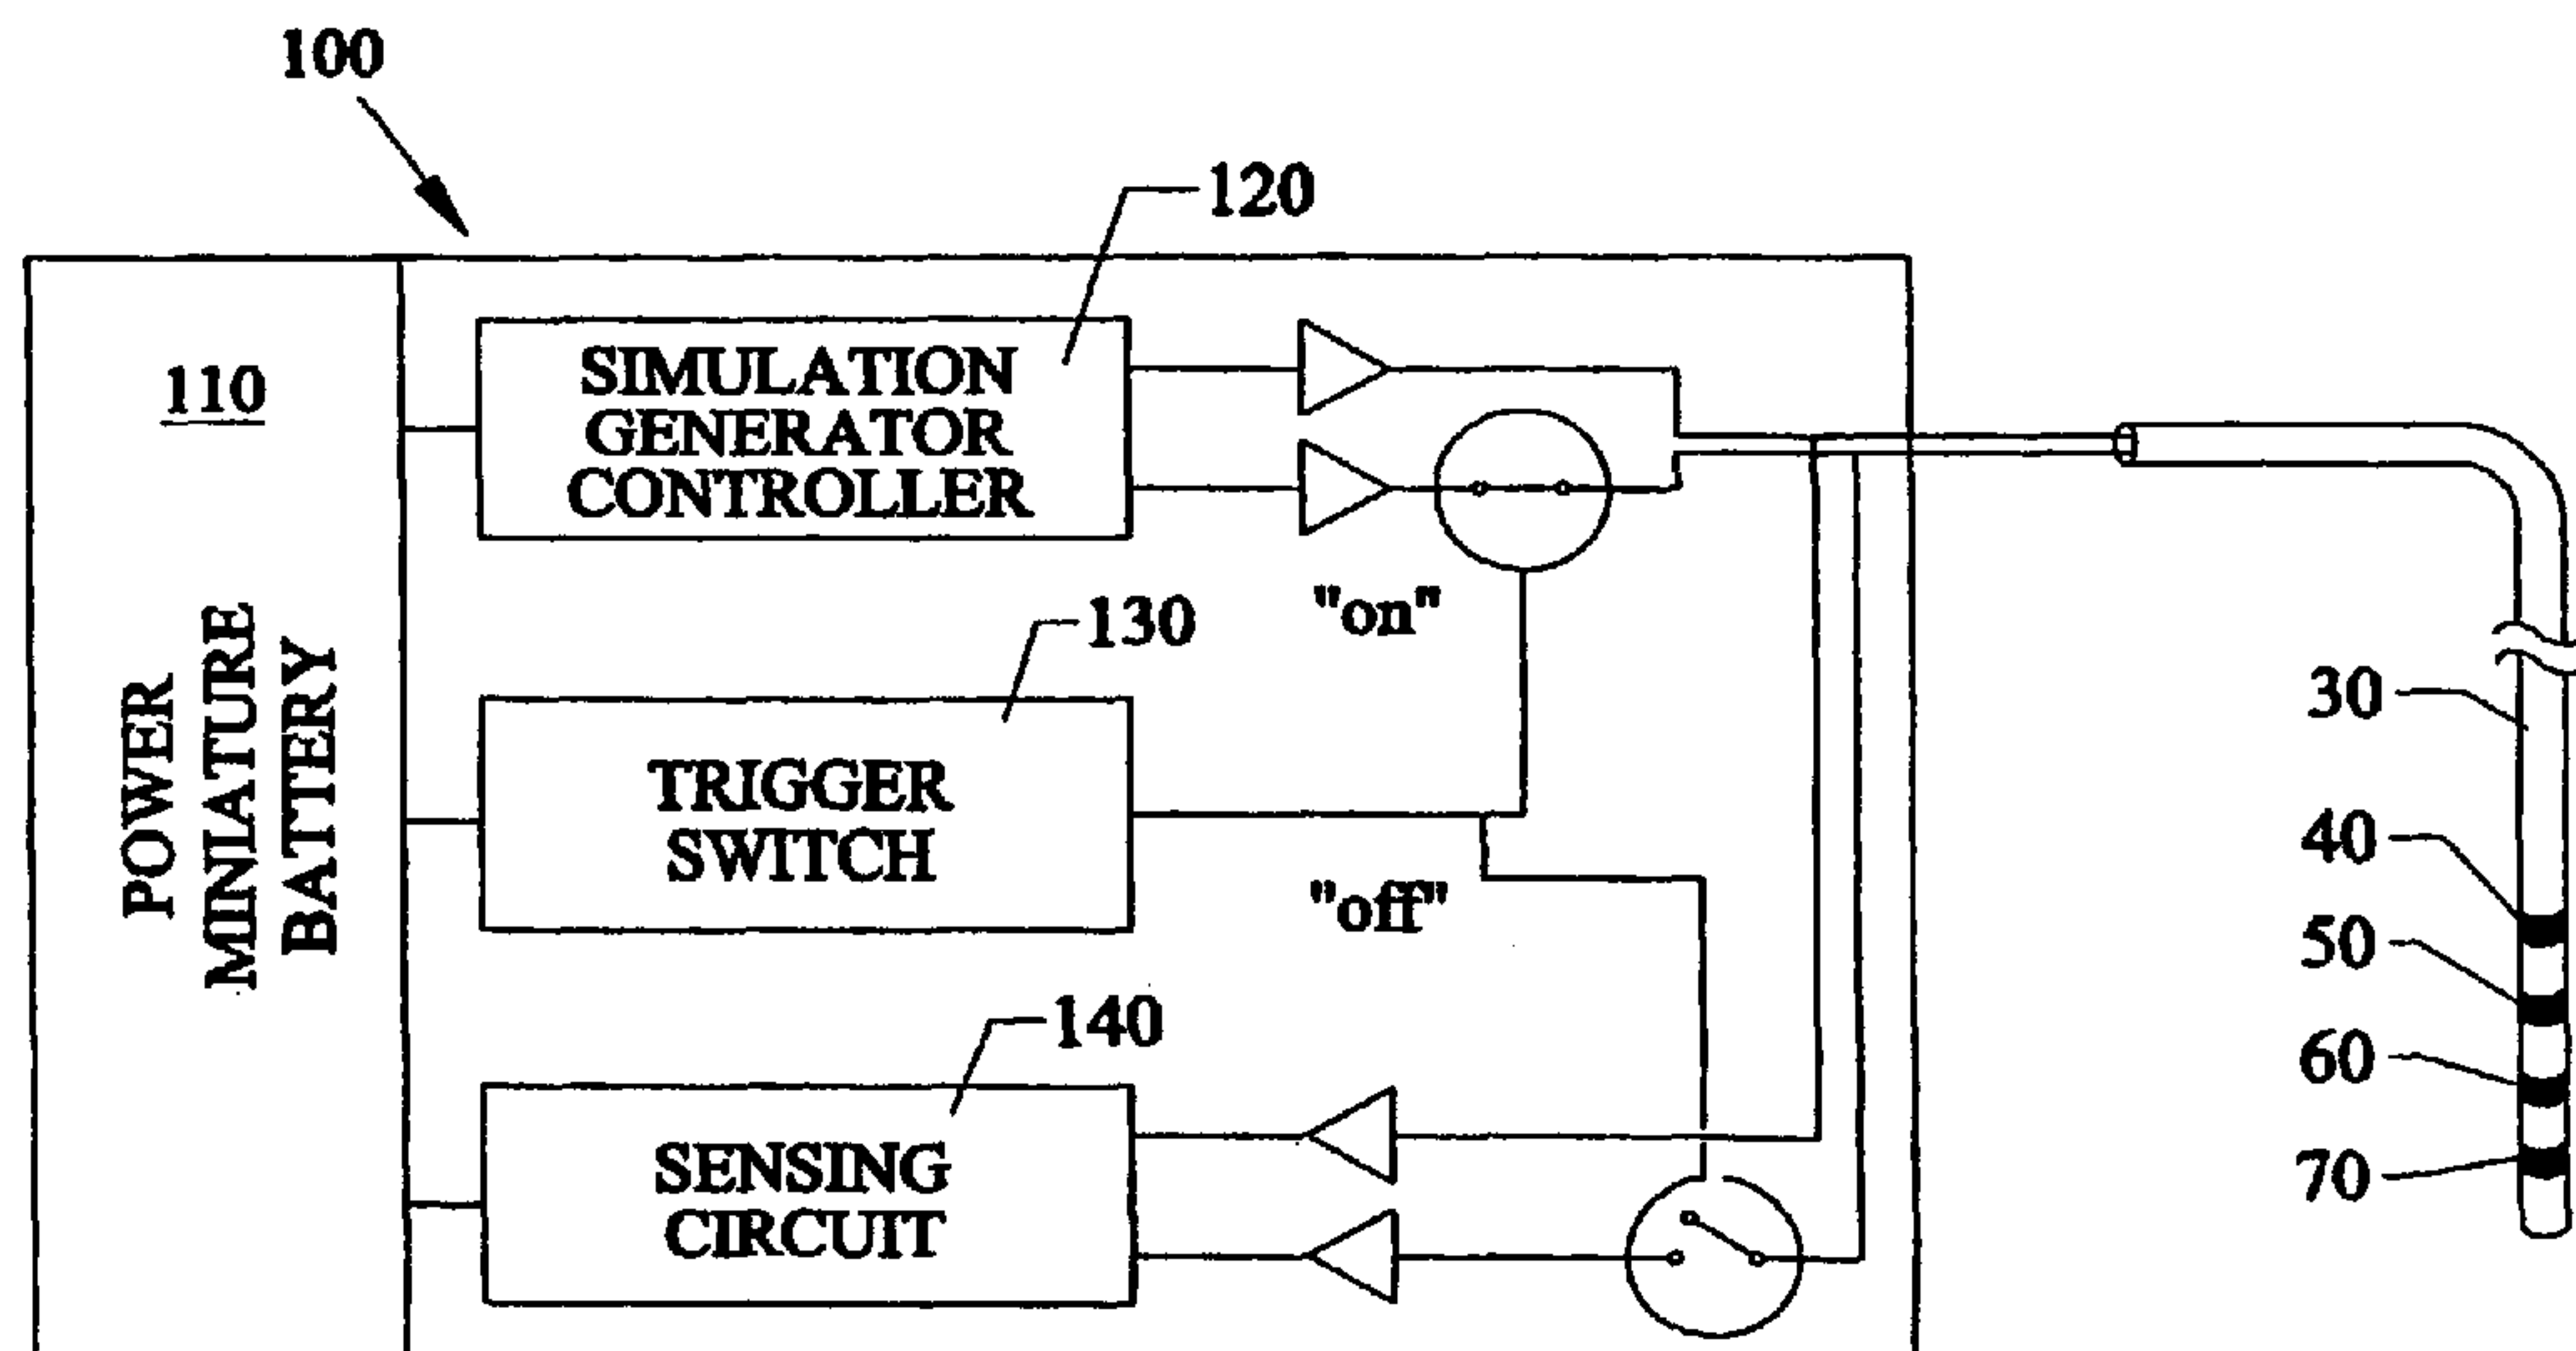 100
120
110
SIMULATION
GENERATOR
CONTROLLER
"on"
130
POWER
MINIATURE
BATTERY
TRIGGER
SWITCH
"off"
140
SENSING
CIRCUIT
30
40
50
60
70